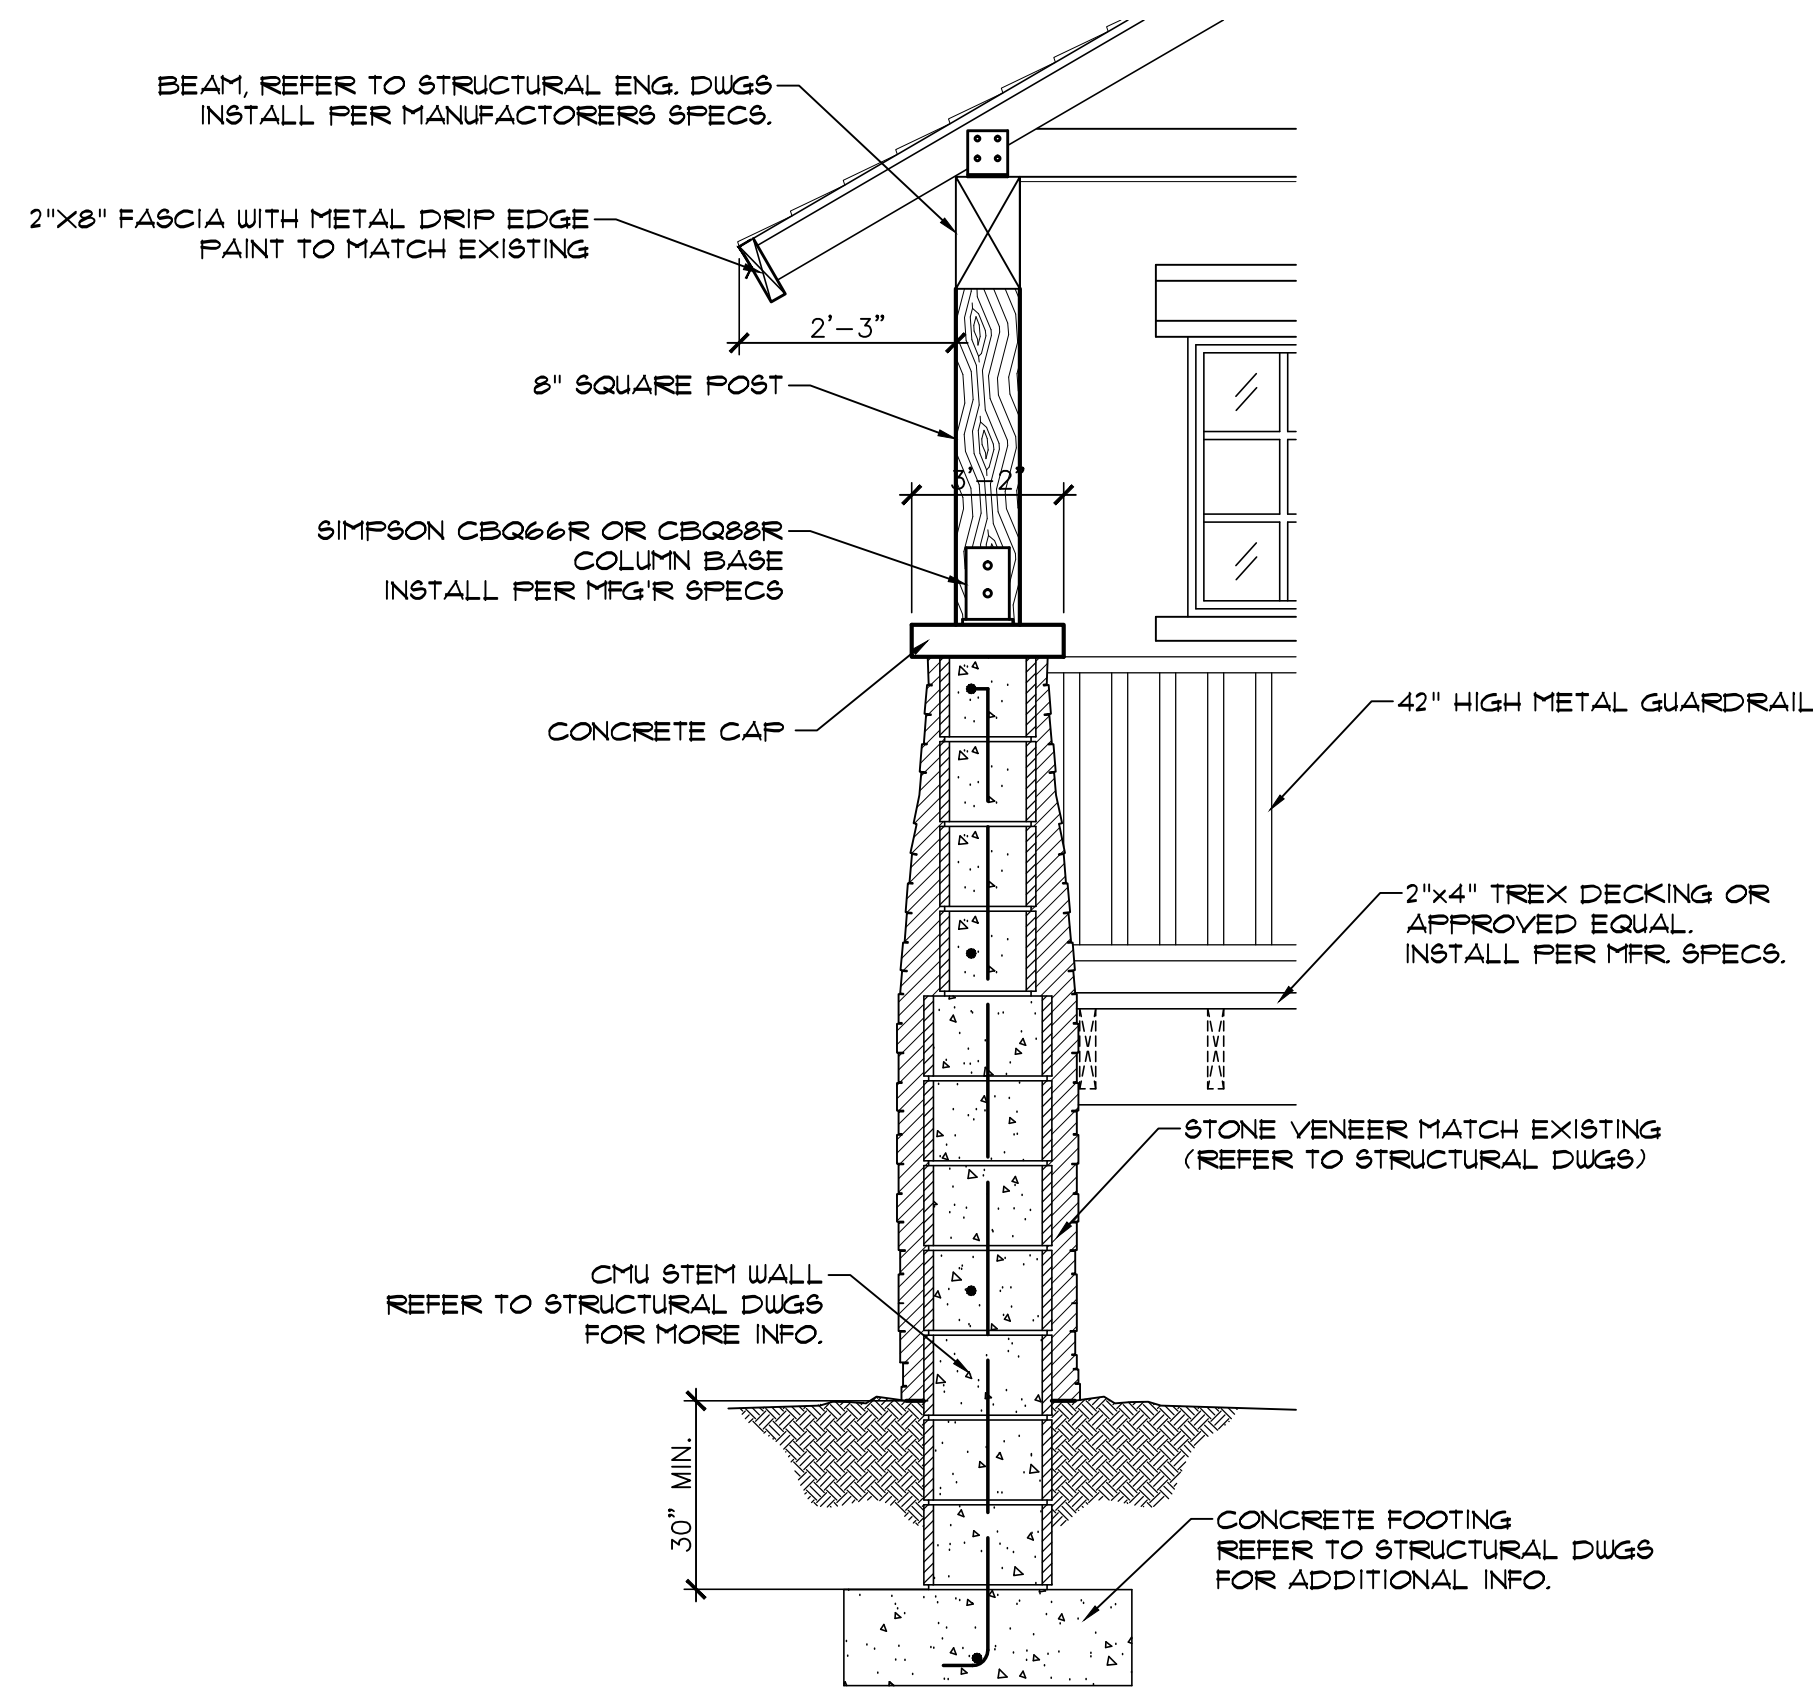 BEAM, REFER TO STRUCTURAL ENG. DWGS
INSTALL PER MANUFACTORERS SPECS.
2"X8" FASCIA WITH METAL DRIP EDGE
PAINT TO MATCH EXISTING
2'-3"
8" SQUARE POST
3'-2"
SIMPSON CBQ66R OR CBQ88R
COLUMN BASE
INSTALL PER MFG'R SPECS
CONCRETE CAP
42" HIGH METAL GUARDRAIL
2"x4" TREX DECKING OR
APPROVED EQUAL.
INSTALL PER MFR. SPECS.
STONE VENEER MATCH EXISTING
(REFER TO STRUCTURAL DWGS)
CMU STEM WALL
REFER TO STRUCTURAL DWGS
FOR MORE INFO.
30" MIN.
CONCRETE FOOTING
REFER TO STRUCTURAL DWGS
FOR ADDITIONAL INFO.